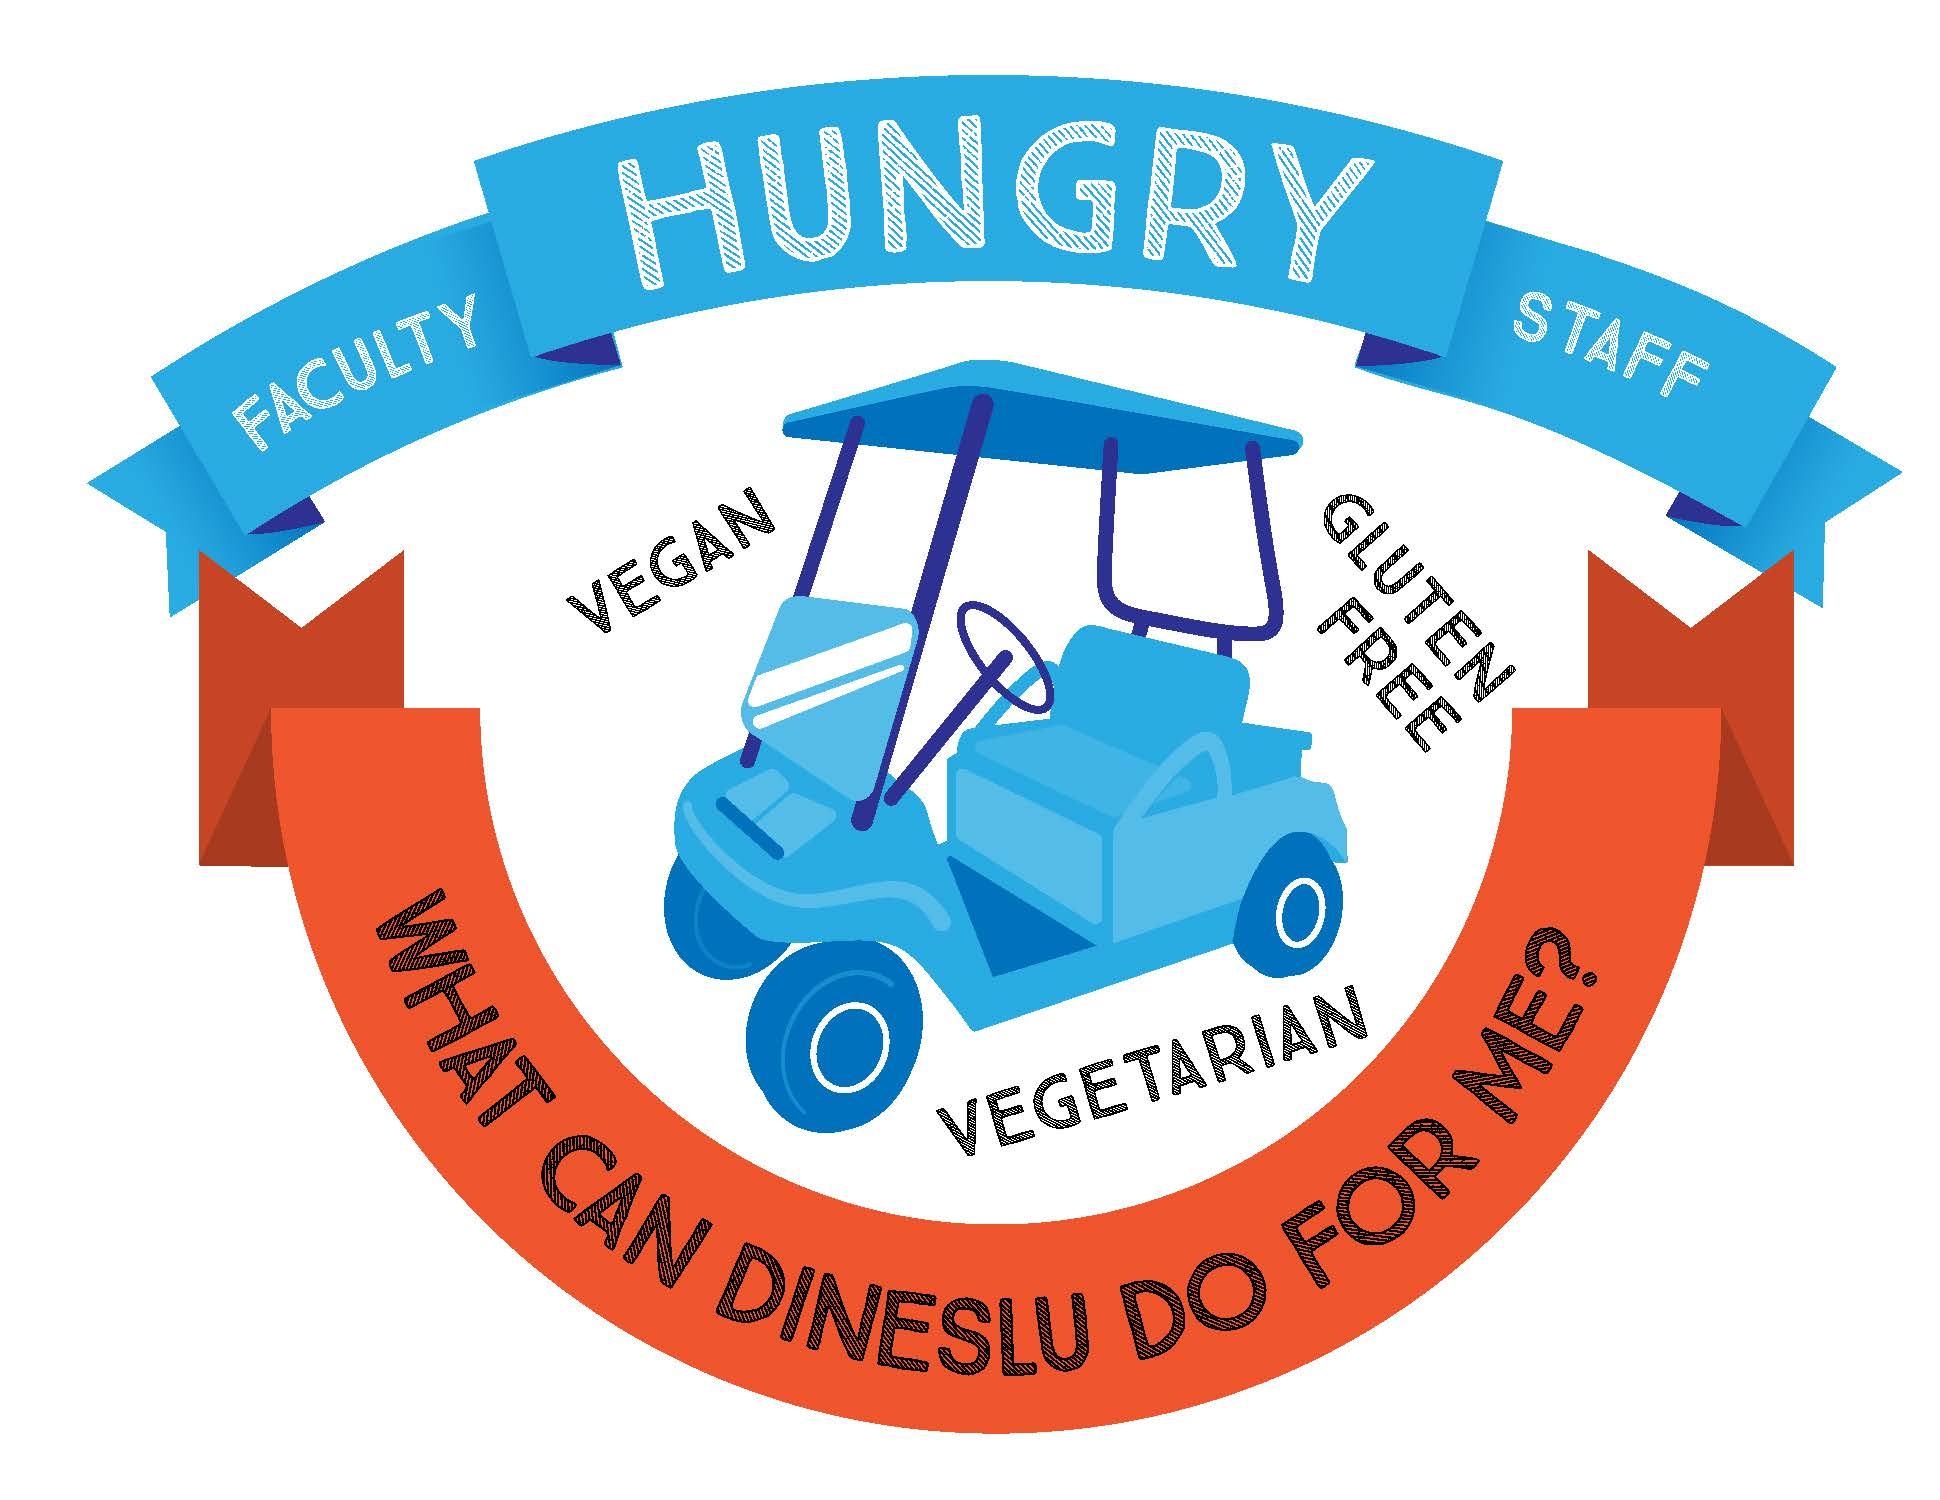 HUNGRY
FACULTY
STAFF
VEGAN
GLUTEN
FREE
VEGETARIAN
WHAT CAN DINESLU DO FOR ME?